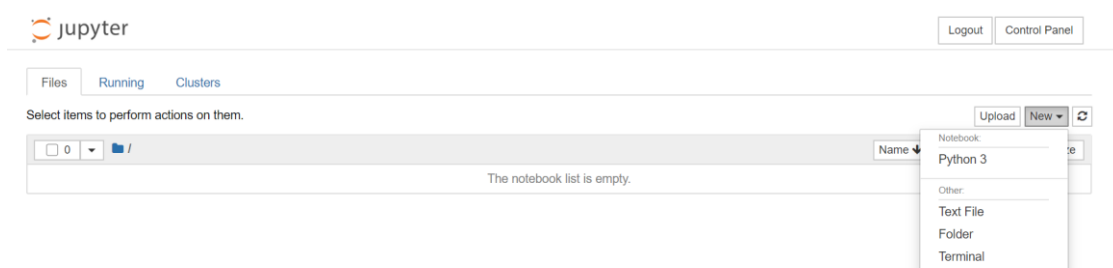 jupyter
Logout Control Panel
Files Running Clusters
Select items to perform actions on them.
Upload New
0 / Name
The notebook list is empty.
Notebook:
Python 3
Other:
Text File
Folder
Terminal